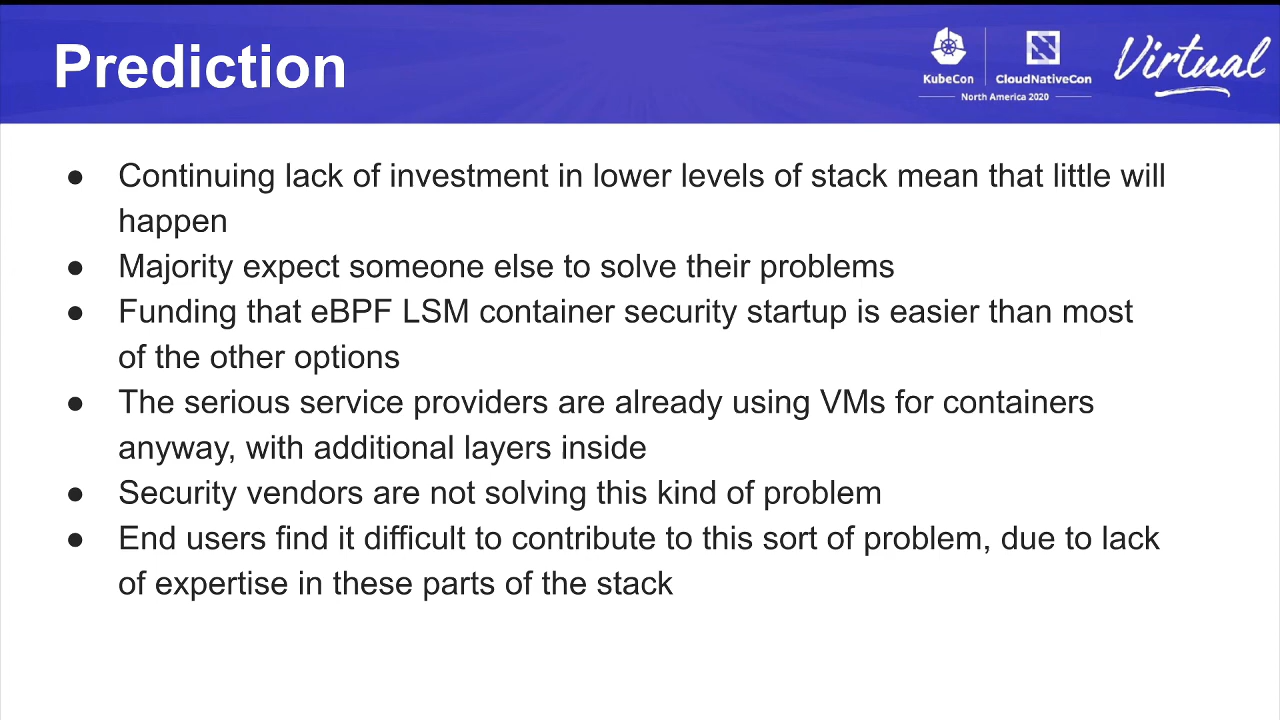 Prediction
KubeCon
CloudNativeCon
North America 2020
Virtual
● Continuing lack of investment in lower levels of stack mean that little will
happen
● Majority expect someone else to solve their problems
● Funding that eBPF LSM container security startup is easier than most
of the other options
● The serious service providers are already using VMs for containers
anyway, with additional layers inside
● Security vendors are not solving this kind of problem
● End users find it difficult to contribute to this sort of problem, due to lack
of expertise in these parts of the stack